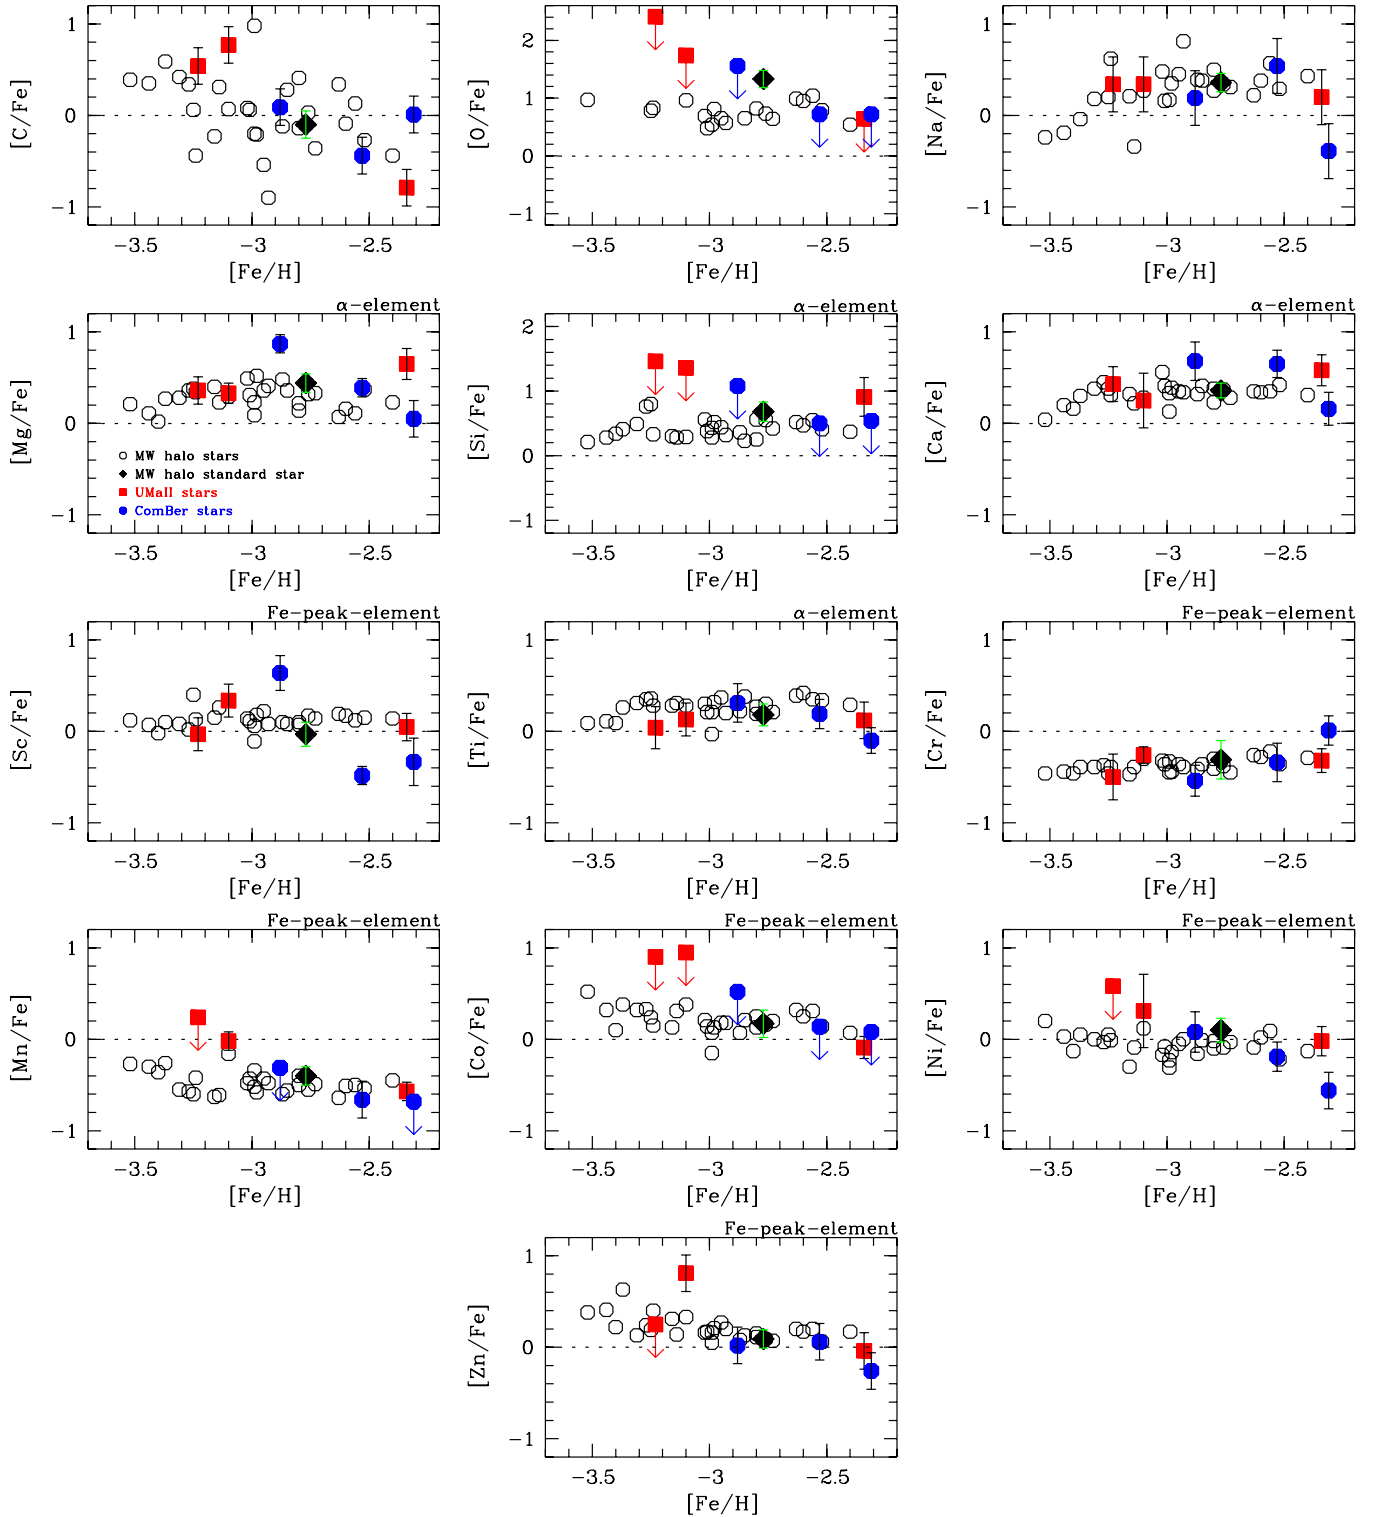 1
0
−1
[C/Fe]
−3.5 −3 −2.5
[Fe/H]
2
1
0
−1
[O/Fe]
−3.5 −3 −2.5
[Fe/H]
1
0
−1
[Na/Fe]
−3.5 −3 −2.5
[Fe/H]
α−element
1
0
−1
[Mg/Fe]
MW halo stars
MW halo standard star
UMaII stars
ComBer stars
−3.5 −3 −2.5
[Fe/H]
α−element
2
1
0
−1
[Si/Fe]
−3.5 −3 −2.5
[Fe/H]
α−element
1
0
−1
[Ca/Fe]
−3.5 −3 −2.5
[Fe/H]
Fe−peak−element
1
0
−1
[Sc/Fe]
−3.5 −3 −2.5
[Fe/H]
α−element
1
0
−1
[Ti/Fe]
−3.5 −3 −2.5
[Fe/H]
Fe−peak−element
1
0
−1
[Cr/Fe]
−3.5 −3 −2.5
[Fe/H]
Fe−peak−element
1
0
−1
[Mn/Fe]
−3.5 −3 −2.5
[Fe/H]
Fe−peak−element
1
0
−1
[Co/Fe]
−3.5 −3 −2.5
[Fe/H]
Fe−peak−element
1
0
−1
[Ni/Fe]
−3.5 −3 −2.5
[Fe/H]
Fe−peak−element
1
0
−1
[Zn/Fe]
−3.5 −3 −2.5
[Fe/H]